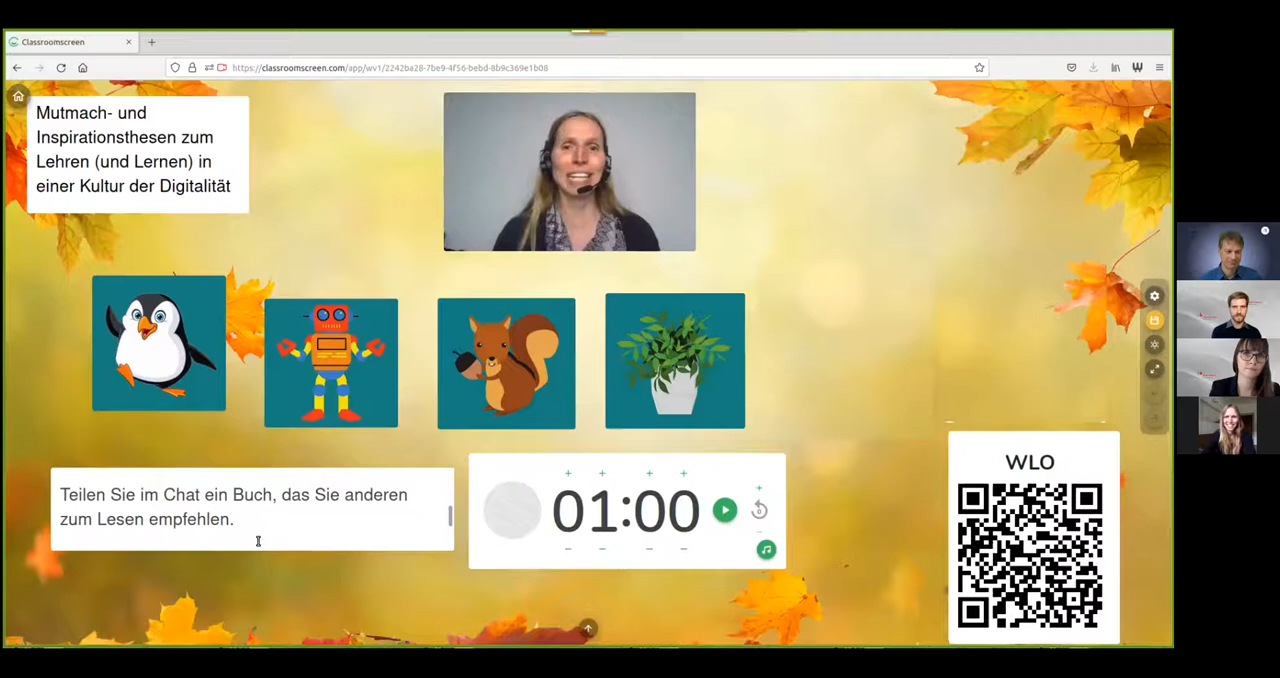 Classroomscreen
https://classroomscreen.com/app/wv1/2242ba28-7be9-4f56-bebd-8b9c369e1b08
Mutmach- und
Inspirationsthesen zum
Lehren (und Lernen) in
einer Kultur der Digitalität
Teilen Sie im Chat ein Buch, das Sie anderen
zum Lesen empfehlen.
01:00
WLO